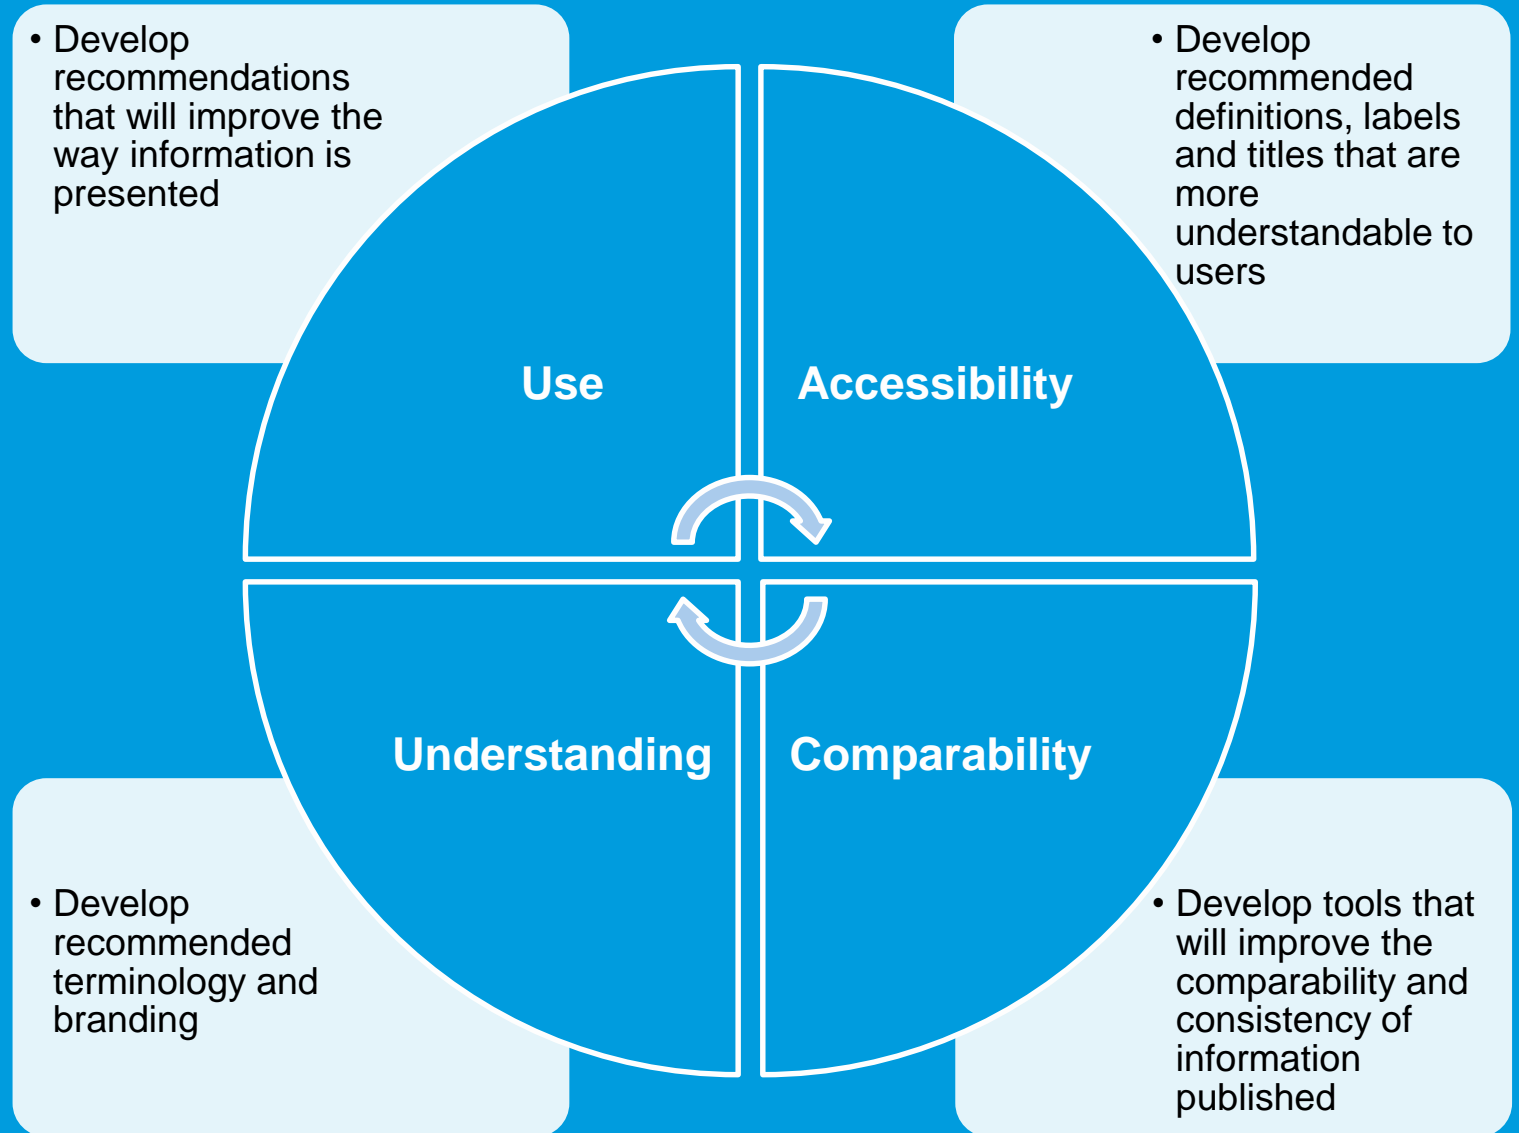 • Develop
recommendations
that will improve the
way information is
presented
• Develop
recommended
definitions, labels
and titles that are
more
understandable to
users
Use
Accessibility
Understanding
Comparability
• Develop
recommended
terminology and
branding
• Develop tools that
will improve the
comparability and
consistency of
information
published